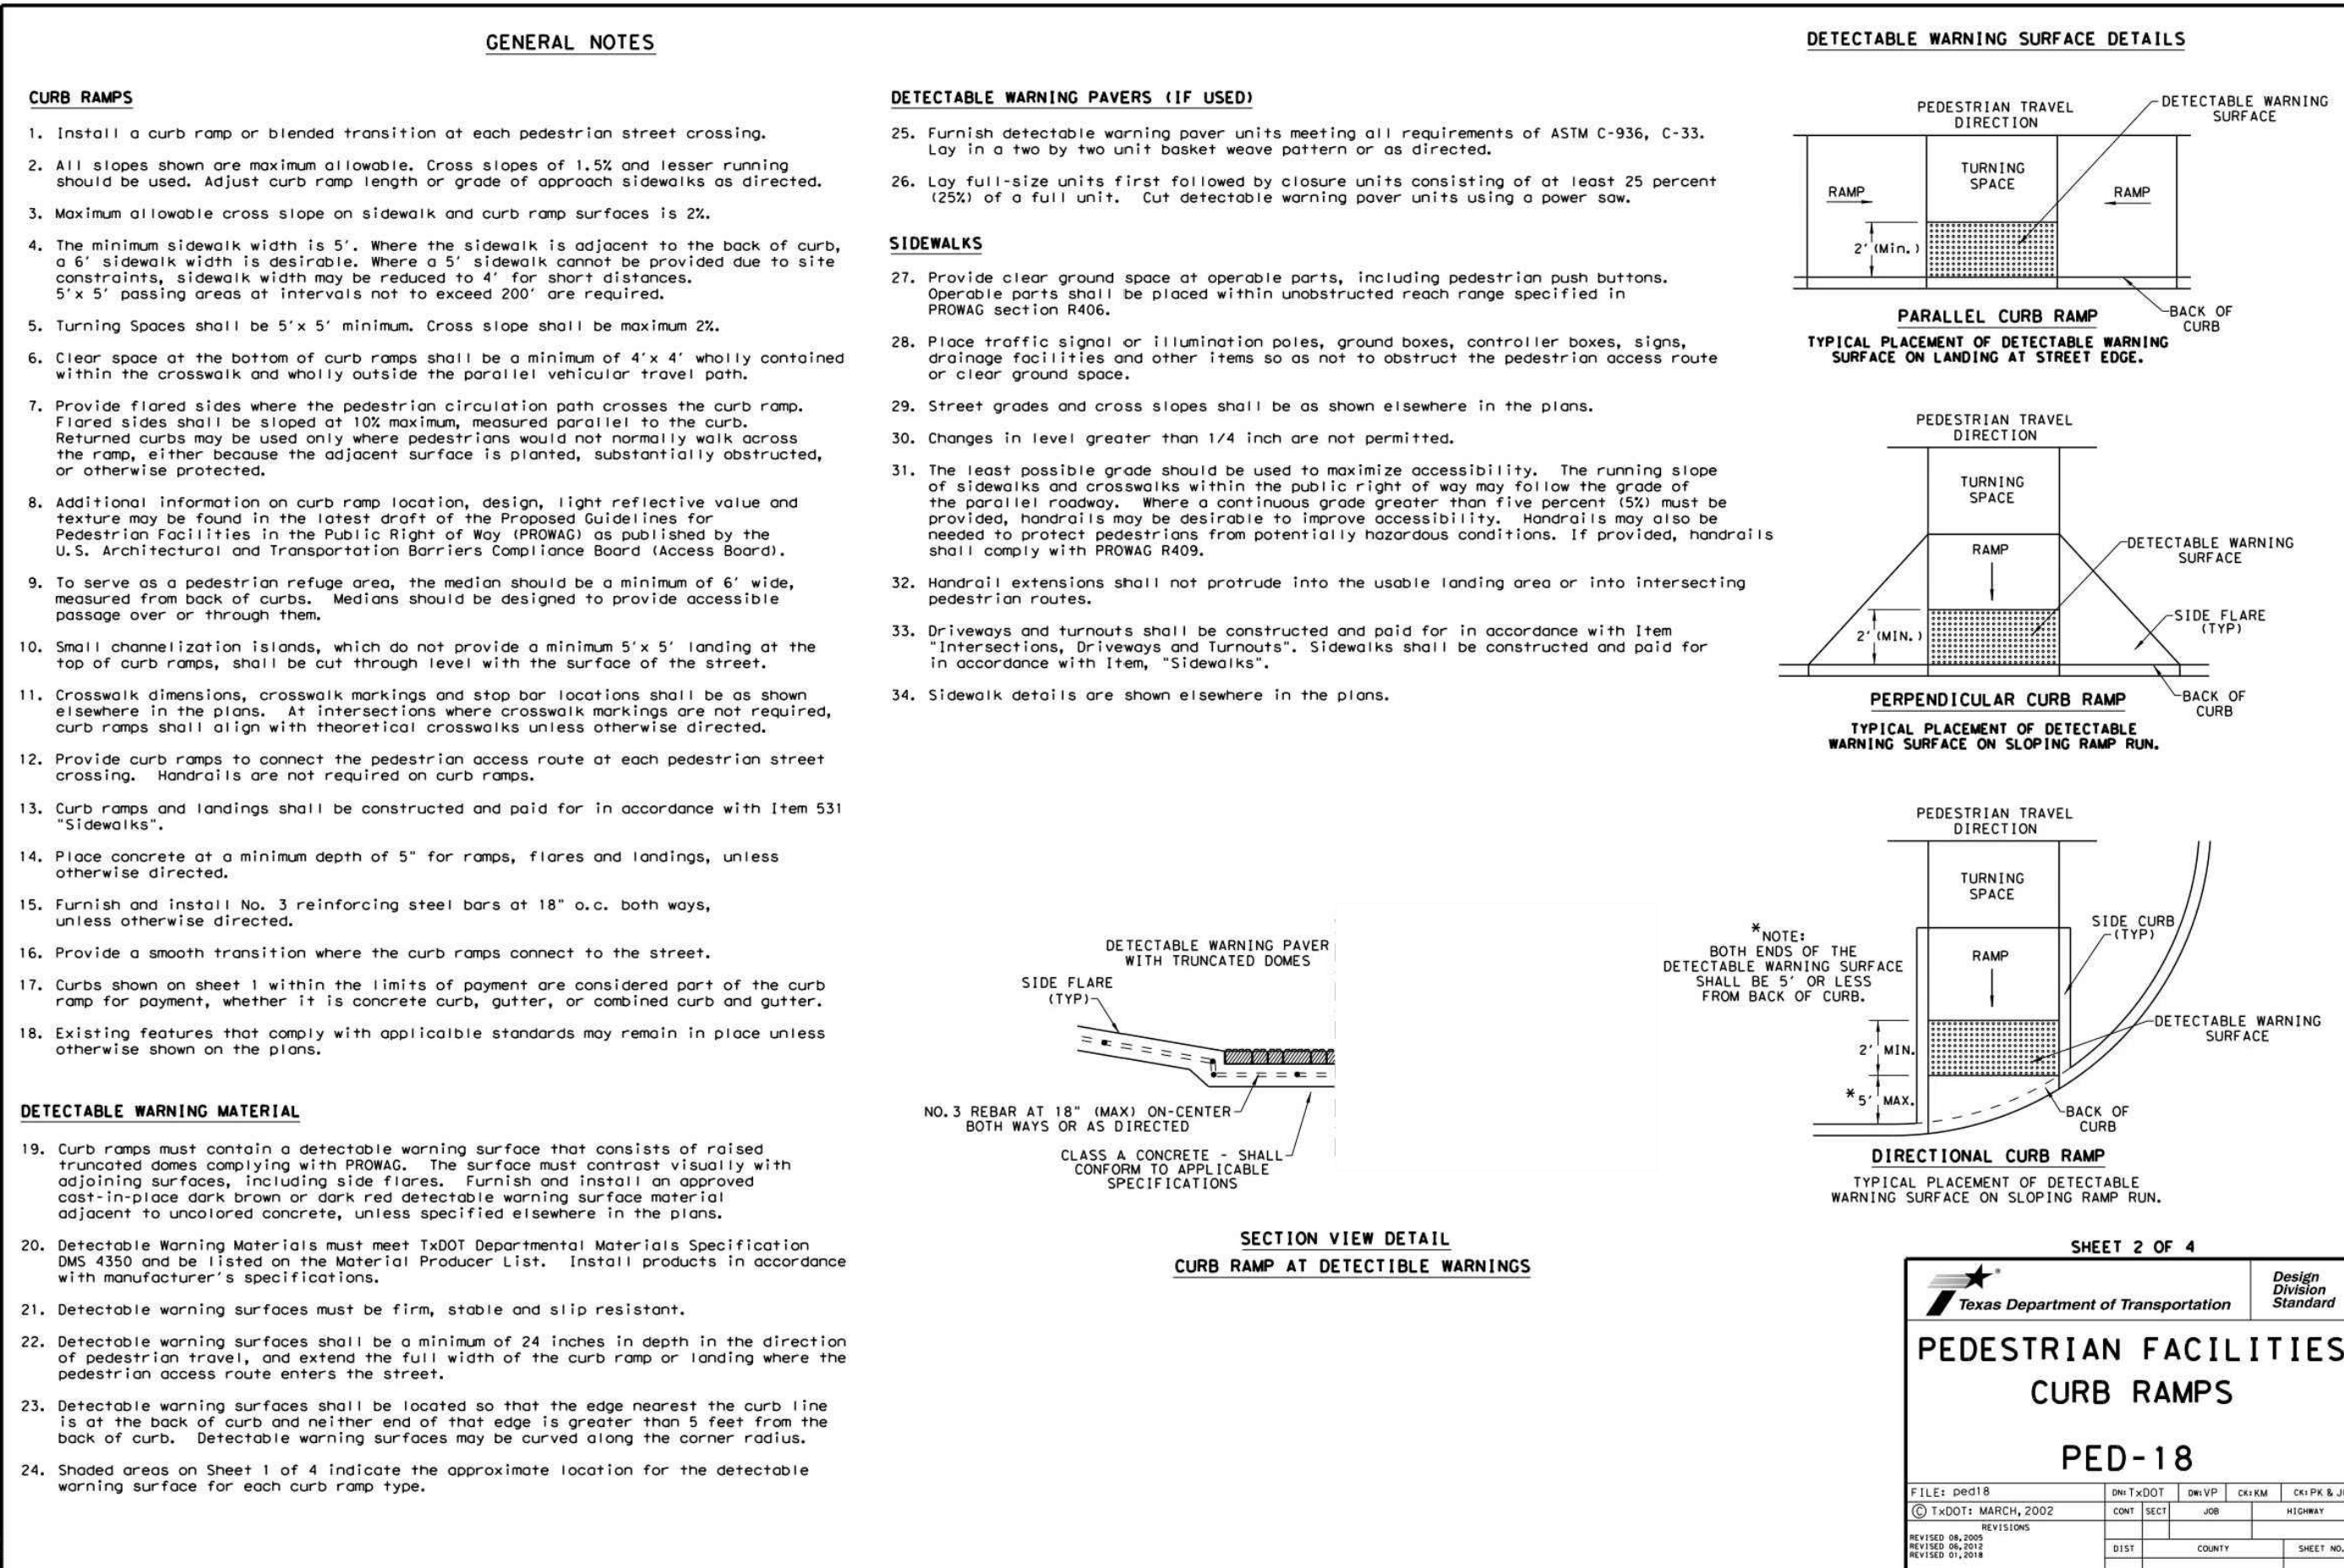 GENERAL NOTES
CURB RAMPS
1. Install a curb ramp or blended transition at each pedestrian street crossing.
2. All slopes shown are maximum allowable. Cross slopes of 1.5% and lesser running
should be used. Adjust curb ramp length or grade of approach sidewalks as directed.
3. Maximum allowable cross slope on sidewalk and curb ramp surfaces is 2%.
4. The minimum sidewalk width is 5'. Where the sidewalk is adjacent to the back of curb,
a 6' sidewalk width is desirable. Where a 5' sidewalk cannot be provided due to site
constraints, sidewalk width may be reduced to 4' for short distances.
5'x 5' passing areas at intervals not to exceed 200' are required.
5. Turning Spaces shall be 5'x 5' minimum. Cross slope shall be maximum 2%.
6. Clear space at the bottom of curb ramps shall be a minimum of 4'x 4' wholly contained
within the crosswalk and wholly outside the parallel vehicular travel path.
7. Provide flared sides where the pedestrian circulation path crosses the curb ramp.
Flared sides shall be sloped at 10% maximum, measured parallel to the curb.
Returned curbs may be used only where pedestrians would not normally walk across
the ramp, either because the adjacent surface is planted, substantially obstructed,
or otherwise protected.
8. Additional information on curb ramp location, design, light reflective value and
texture may be found in the latest draft of the Proposed Guidelines for
Pedestrian Facilities in the Public Right of Way (PROWAG) as published by the
U.S. Architectural and Transportation Barriers Compliance Board (Access Board).
9. To serve as a pedestrian refuge area, the median should be a minimum of 6' wide,
measured from back of curbs.  Medians should be designed to provide accessible
passage over or through them.
10. Small channelization islands, which do not provide a minimum 5'x 5' landing at the
top of curb ramps, shall be cut through level with the surface of the street.
11. Crosswalk dimensions, crosswalk markings and stop bar locations shall be as shown
elsewhere in the plans.  At intersections where crosswalk markings are not required,
curb ramps shall align with theoretical crosswalks unless otherwise directed.
12. Provide curb ramps to connect the pedestrian access route at each pedestrian street
crossing.  Handrails are not required on curb ramps.
13. Curb ramps and landings shall be constructed and paid for in accordance with Item 531
"Sidewalks".
14. Place concrete at a minimum depth of 5" for ramps, flares and landings, unless
otherwise directed.
15. Furnish and install No. 3 reinforcing steel bars at 18" o.c. both ways,
unless otherwise directed.
16. Provide a smooth transition where the curb ramps connect to the street.
17. Curbs shown on sheet 1 within the limits of payment are considered part of the curb
ramp for payment, whether it is concrete curb, gutter, or combined curb and gutter.
18. Existing features that comply with applicalble standards may remain in place unless
otherwise shown on the plans.
DETECTABLE WARNING MATERIAL
19. Curb ramps must contain a detectable warning surface that consists of raised
truncated domes complying with PROWAG.  The surface must contrast visually with
adjoining surfaces, including side flares.  Furnish and install an approved
cast-in-place dark brown or dark red detectable warning surface material
adjacent to uncolored concrete, unless specified elsewhere in the plans.
20. Detectable Warning Materials must meet TxDOT Departmental Materials Specification
DMS 4350 and be listed on the Material Producer List.  Install products in accordance
with manufacturer's specifications.
21. Detectable warning surfaces must be firm, stable and slip resistant.
22. Detectable warning surfaces shall be a minimum of 24 inches in depth in the direction
of pedestrian travel, and extend the full width of the curb ramp or landing where the
pedestrian access route enters the street.
23. Detectable warning surfaces shall be located so that the edge nearest the curb line
is at the back of curb and neither end of that edge is greater than 5 feet from the
back of curb.  Detectable warning surfaces may be curved along the corner radius.
24. Shaded areas on Sheet 1 of 4 indicate the approximate location for the detectable
warning surface for each curb ramp type.
DETECTABLE WARNING PAVERS (IF USED)
25. Furnish detectable warning paver units meeting all requirements of ASTM C-936, C-33.
Lay in a two by two unit basket weave pattern or as directed.
26. Lay full-size units first followed by closure units consisting of at least 25 percent
(25%) of a full unit.  Cut detectable warning paver units using a power saw.
SIDEWALKS
27. Provide clear ground space at operable parts, including pedestrian push buttons.
Operable parts shall be placed within unobstructed reach range specified in
PROWAG section R406.
28. Place traffic signal or illumination poles, ground boxes, controller boxes, signs,
drainage facilities and other items so as not to obstruct the pedestrian access route
or clear ground space.
29. Street grades and cross slopes shall be as shown elsewhere in the plans.
30. Changes in level greater than 1/4 inch are not permitted.
31. The least possible grade should be used to maximize accessibility.  The running slope
of sidewalks and crosswalks within the public right of way may follow the grade of
the parallel roadway.  Where a continuous grade greater than five percent (5%) must be
provided, handrails may be desirable to improve accessibility.  Handrails may also be
needed to protect pedestrians from potentially hazardous conditions. If provided, handrails
shall comply with PROWAG R409.
32. Handrail extensions shall not protrude into the usable landing area or into intersecting
pedestrian routes.
33. Driveways and turnouts shall be constructed and paid for in accordance with Item
"Intersections, Driveways and Turnouts". Sidewalks shall be constructed and paid for
in accordance with Item, "Sidewalks".
34. Sidewalk details are shown elsewhere in the plans.
DETECTABLE WARNING PAVER
WITH TRUNCATED DOMES
SIDE FLARE
(TYP)
NO.3 REBAR AT 18" (MAX) ON-CENTER
BOTH WAYS OR AS DIRECTED
CLASS A CONCRETE - SHALL
CONFORM TO APPLICABLE
SPECIFICATIONS
SECTION VIEW DETAIL
CURB RAMP AT DETECTIBLE WARNINGS
DETECTABLE WARNING SURFACE DETAILS
PEDESTRIAN TRAVEL
DIRECTION
DETECTABLE WARNING
SURFACE
TURNING
SPACE
RAMP
RAMP
2' (Min.)
BACK OF
CURB
PARALLEL CURB RAMP
TYPICAL PLACEMENT OF DETECTABLE WARNING
SURFACE ON LANDING AT STREET EDGE.
PEDESTRIAN TRAVEL
DIRECTION
TURNING
SPACE
RAMP
DETECTABLE WARNING
SURFACE
SIDE FLARE
(TYP)
2' (MIN.)
BACK OF
CURB
PERPENDICULAR CURB RAMP
TYPICAL PLACEMENT OF DETECTABLE
WARNING SURFACE ON SLOPING RAMP RUN.
PEDESTRIAN TRAVEL
DIRECTION
TURNING
SPACE
SIDE CURB
(TYP)
*NOTE:
BOTH ENDS OF THE
DETECTABLE WARNING SURFACE
SHALL BE 5' OR LESS
FROM BACK OF CURB.
RAMP
DETECTABLE WARNING
SURFACE
2' MIN.
*5' MAX.
BACK OF
CURB
DIRECTIONAL CURB RAMP
TYPICAL PLACEMENT OF DETECTABLE
WARNING SURFACE ON SLOPING RAMP RUN.
SHEET 2 OF 4
Texas Department of Transportation
Design
Division
Standard
PEDESTRIAN FACILITIES
CURB RAMPS
PED-18
FILE: ped18 DN: TxDOT DW: VP CK: KM CK: PK &
© TxDOT: MARCH, 2002 CONT SECT JOB HIGHWAY
REVISIONS
REVISED 08, 2005
REVISED 06, 2012
REVISED 01, 2018
DIST COUNTY SHEET NO.